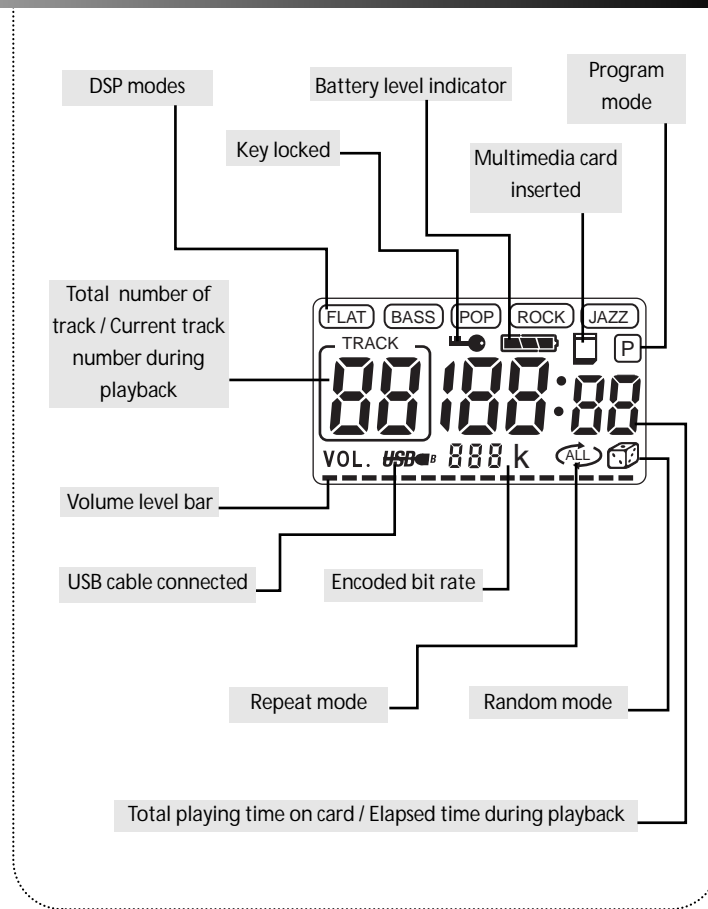 DSP modes
Battery level indicator
Program
mode
Key locked
Multimedia card
inserted
Total number of
track / Current track
number during
playback
FLAT BASS POP ROCK JAZZ
TRACK
P
88 188:88
VOL. USB B 888 k ALL
Volume level bar
USB cable connected
Encoded bit rate
Repeat mode
Random mode
Total playing time on card / Elapsed time during playback